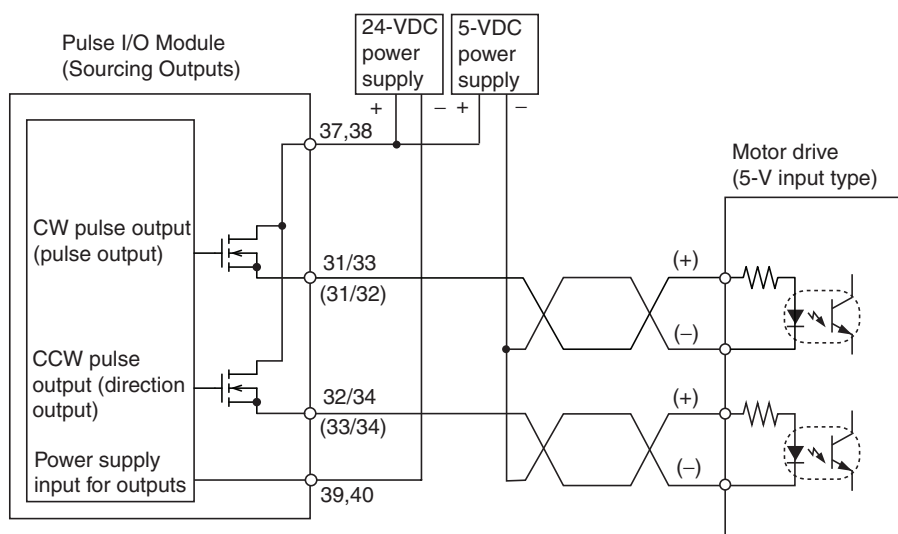 Pulse I/O Module
(Sourcing Outputs)
24-VDC
power
supply
5-VDC
power
supply
+
−
+
−
37,38
Motor drive
(5-V input type)
CW pulse output
(pulse output)
31/33
(31/32)
(+)
(−)
CCW pulse
output (direction
output)
32/34
(33/34)
(+)
(−)
Power supply
input for outputs
39,40